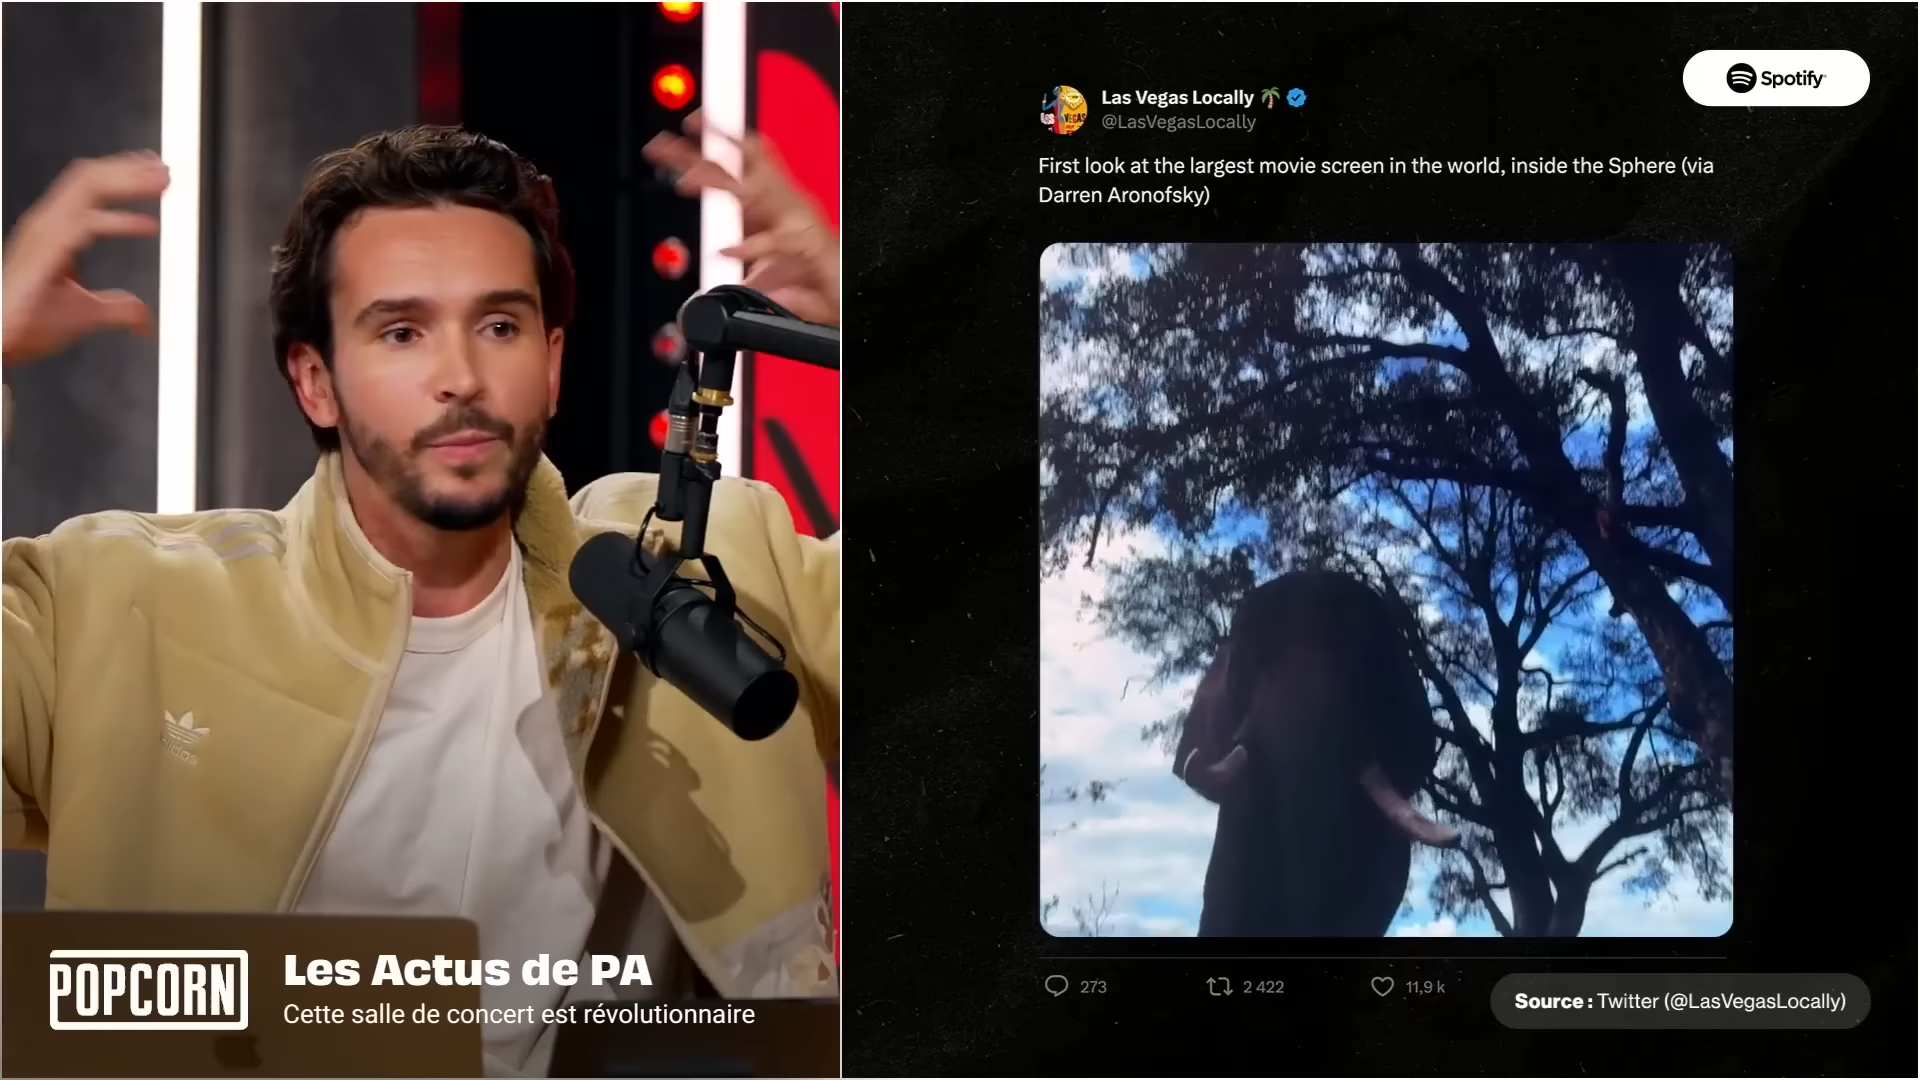 Spotify
Las Vegas Locally
@LasVegasLocally
First look at the largest movie screen in the world, inside the Sphere (via
Darren Aronofsky)
adidas
273
2 422
11,9 k
Source : Twitter (@LasVegasLocally)
POPCORN
Les Actus de PA
Cette salle de concert est révolutionnaire